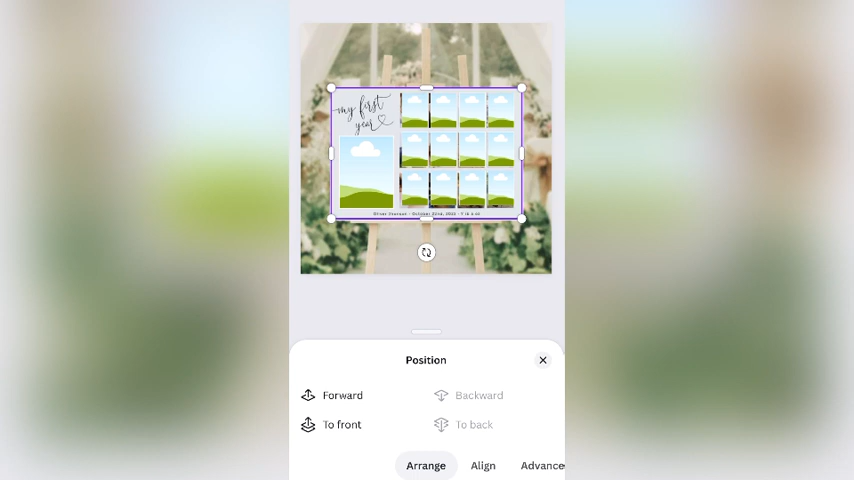 my first
year
Position
Forward
Backward
To front
To back
Arrange
Align
Advance